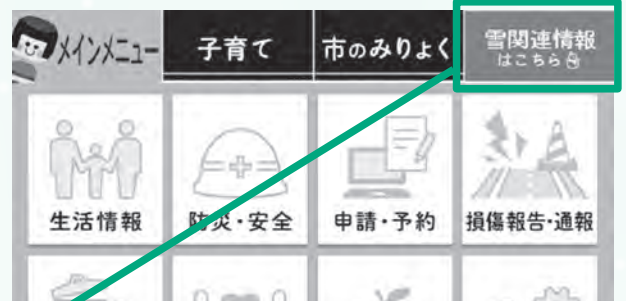 メインメニュー
子育て
市のみりょく
雪関連情報
はこちら
生活情報
防災・安全
申請・予約
損傷報告・通報